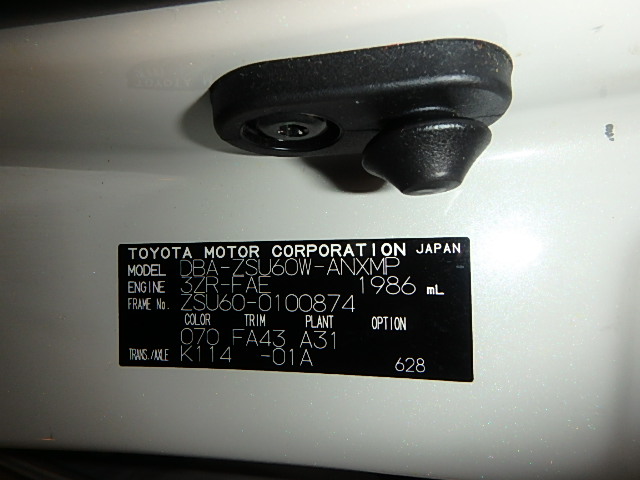 TOYOTA MOTOR CORPORATION JAPAN
MODEL DBA-ZSU60W-ANXMP
ENGINE 3ZR-FAE 1986 mL
FRAME No. ZSU60-0100874
COLOR TRIM PLANT OPTION
070 FA43 A31
TRANS./AXLE K114 -01A 628